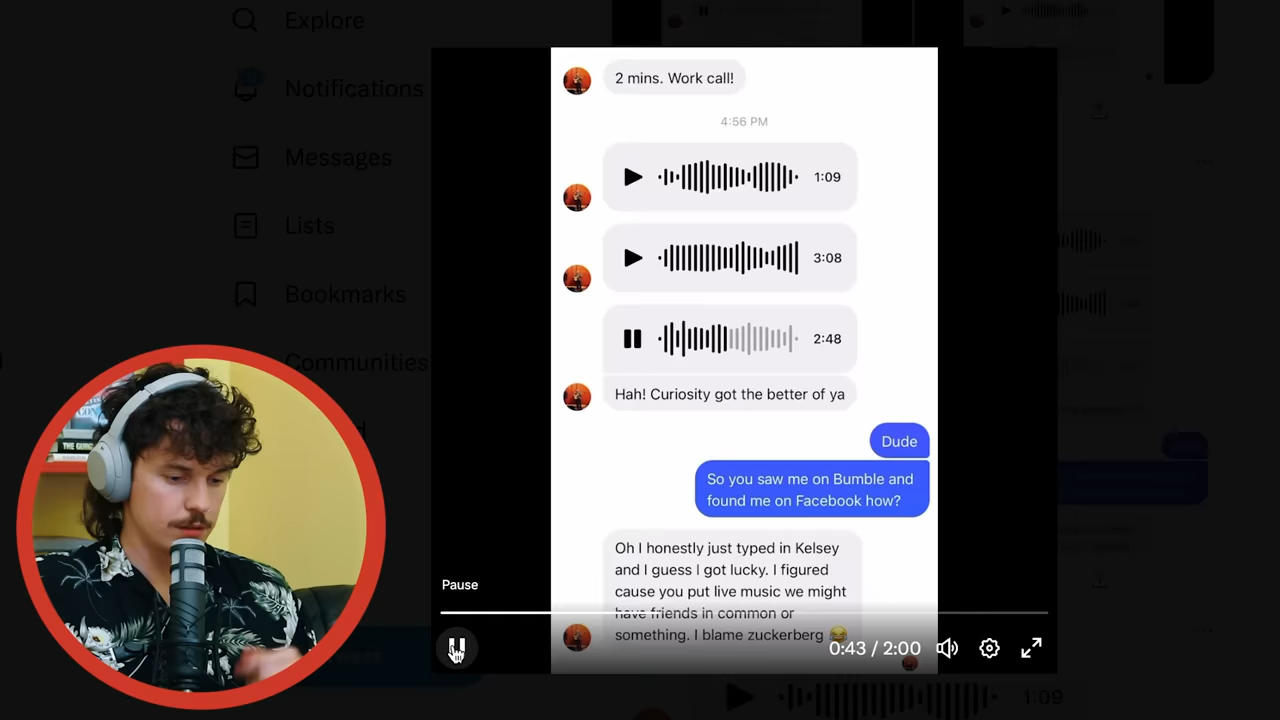 Explore
Notifications
Messages
Lists
Bookmarks
Communities
2 mins. Work call!
4:56 PM
1:09
3:08
2:48
Hah! Curiosity got the better of ya
Dude
So you saw me on Bumble and
found me on Facebook how?
Oh I honestly just typed in Kelsey
and I guess I got lucky. I figured
cause you put live music we might
have friends in common or
something. I blame zuckerberg 😂
Pause
0:43 / 2:00
1:09